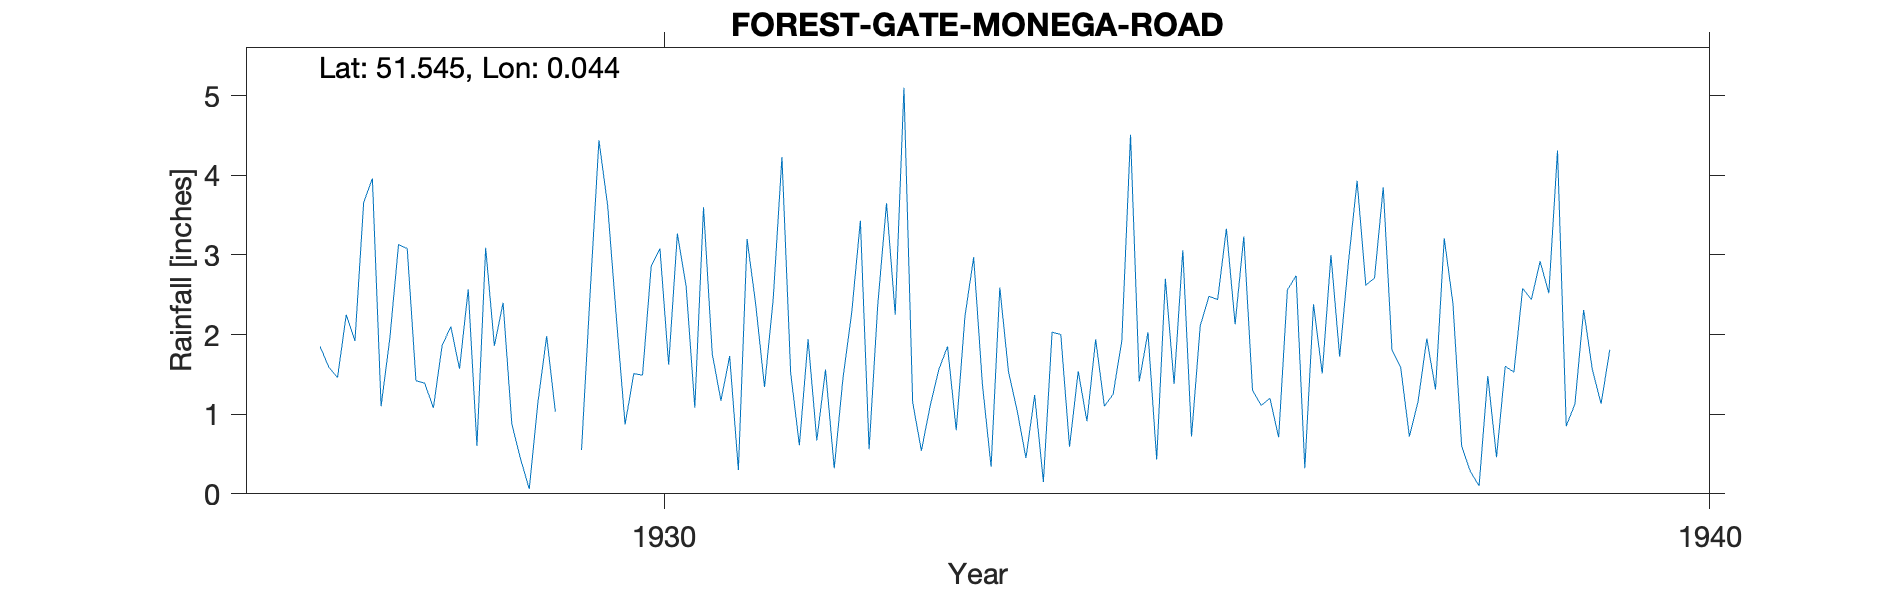 FOREST-GATE-MONEGA-ROAD
Lat: 51.545, Lon: 0.044
5
4
3
2
1
0
Rainfall [inches]
1930
1940
Year